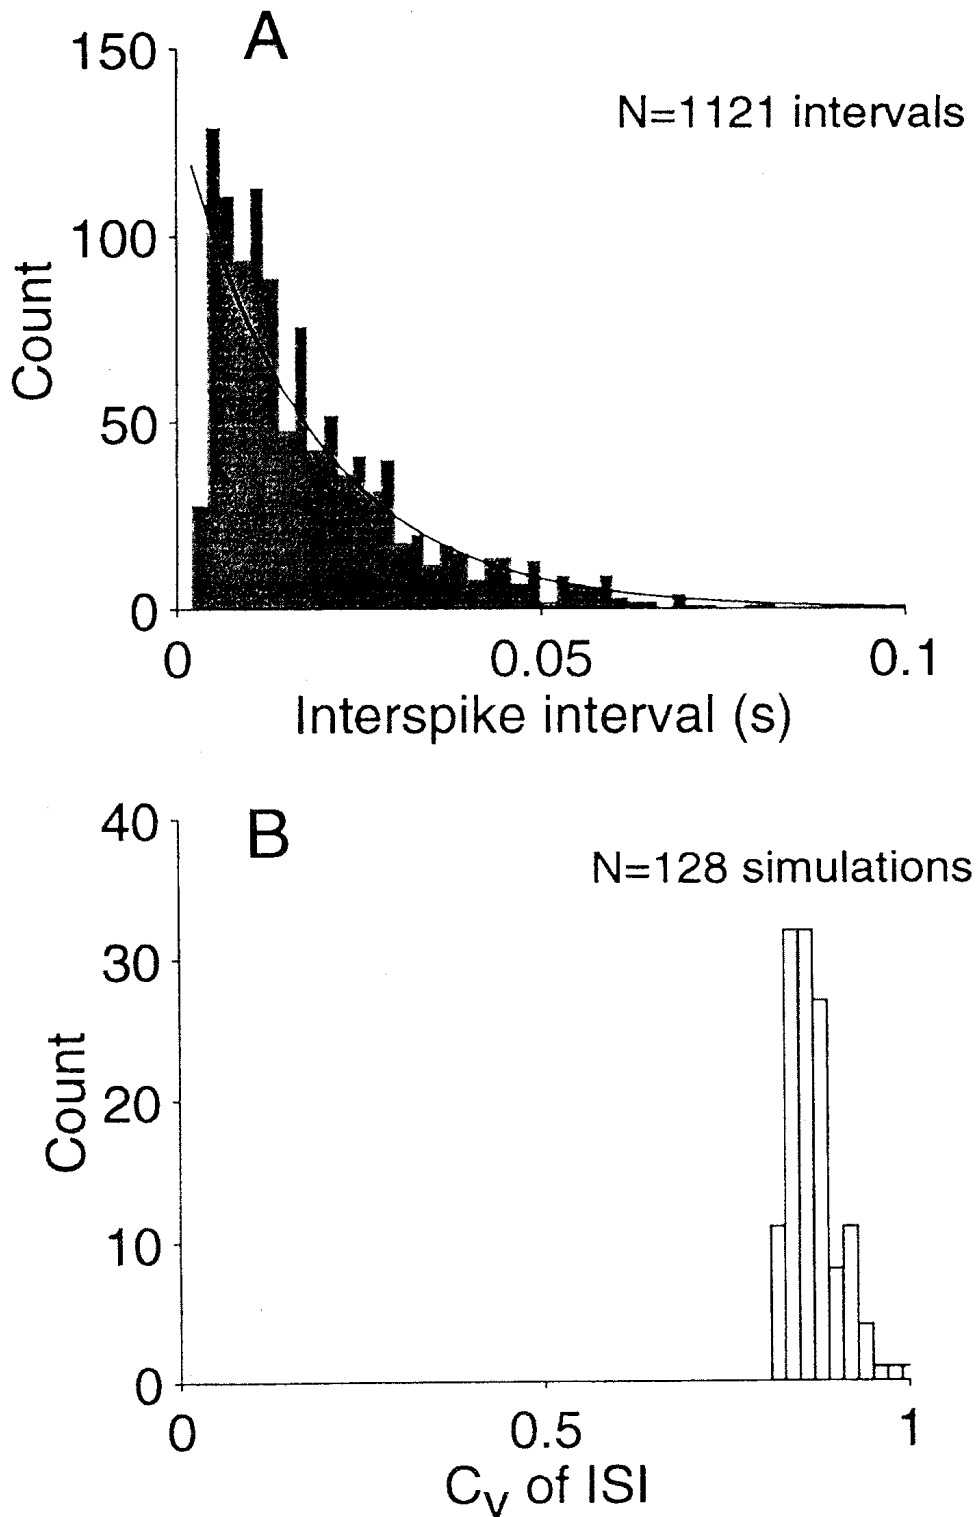 A
N=1121 intervals
150
100
50
0
Count
0 0.05 0.1
Interspike interval (s)
B
N=128 simulations
40
30
20
10
0
Count
0 0.5 1
CV of ISI